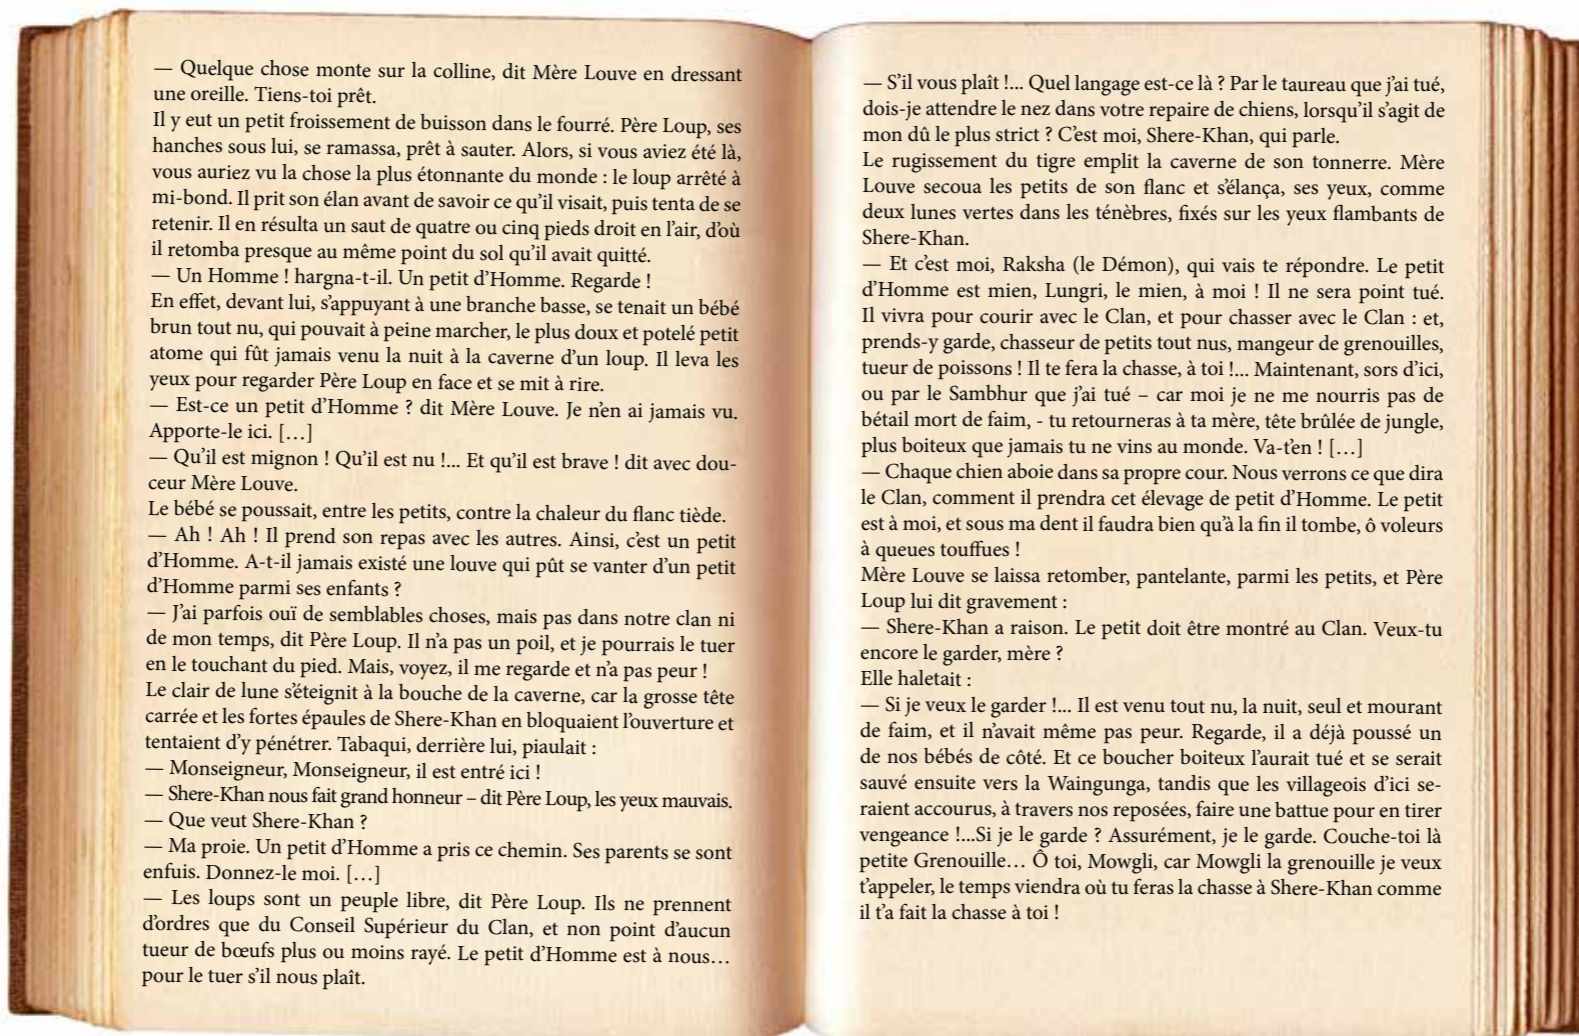 — Quelque chose monte sur la colline, dit Mère Louve en dressant
une oreille. Tiens-toi prêt.
Il y eut un petit froissement de buisson dans le fourré. Père Loup, ses
hanches sous lui, se ramassa, prêt à sauter. Alors, si vous aviez été là,
vous auriez vu la chose la plus étonnante du monde : le loup arrêté à
mi-bond. Il prit son élan avant de savoir ce qu'il visait, puis tenta de se
retenir. Il en résulta un saut de quatre ou cinq pieds droit en l'air, d'où
il retomba presque au même point du sol qu'il avait quitté.
— Un Homme ! hargna-t-il. Un petit d'Homme. Regarde !
En effet, devant lui, s'appuyant à une branche basse, se tenait un bébé
brun tout nu, qui pouvait à peine marcher, le plus doux et potelé petit
atome qui fût jamais venu la nuit à la caverne d'un loup. Il leva les
yeux pour regarder Père Loup en face et se mit à rire.
— Est-ce un petit d'Homme ? dit Mère Louve. Je n'en ai jamais vu.
Apporte-le ici. […]
— Qu'il est mignon ! Qu'il est nu !... Et qu'il est brave ! dit avec dou-
ceur Mère Louve.
Le bébé se poussait, entre les petits, contre la chaleur du flanc tiède.
— Ah ! Ah ! Il prend son repas avec les autres. Ainsi, c'est un petit
d'Homme. A-t-il jamais existé une louve qui pût se vanter d'un petit
d'Homme parmi ses enfants ?
— J'ai parfois ouï de semblables choses, mais pas dans notre clan ni
de mon temps, dit Père Loup. Il n'a pas un poil, et je pourrais le tuer
en le touchant du pied. Mais, voyez, il me regarde et n'a pas peur !
Le clair de lune s'éteignit à la bouche de la caverne, car la grosse tête
carrée et les fortes épaules de Shere-Khan en bloquaient l'ouverture et
tentaient d'y pénétrer. Tabaqui, derrière lui, piaulait :
— Monseigneur, Monseigneur, il est entré ici !
— Shere-Khan nous fait grand honneur – dit Père Loup, les yeux mauvais.
— Que veut Shere-Khan ?
— Ma proie. Un petit d'Homme a pris ce chemin. Ses parents se sont
enfuis. Donnez-le moi. […]
— Les loups sont un peuple libre, dit Père Loup. Ils ne prennent
d'ordres que du Conseil Supérieur du Clan, et non point d'aucun
tueur de bœufs plus ou moins rayé. Le petit d'Homme est à nous…
pour le tuer s'il nous plaît.
— S'il vous plaît !... Quel langage est-ce là ? Par le taureau que j'ai tué,
dois-je attendre le nez dans votre repaire de chiens, lorsqu'il s'agit de
mon dû le plus strict ? C'est moi, Shere-Khan, qui parle.
Le rugissement du tigre emplit la caverne de son tonnerre. Mère
Louve secoua les petits de son flanc et s'élança, ses yeux, comme
deux lunes vertes dans les ténèbres, fixés sur les yeux flambants de
Shere-Khan.
— Et c'est moi, Raksha (le Démon), qui vais te répondre. Le petit
d'Homme est mien, Lungri, le mien, à moi ! Il ne sera point tué.
Il vivra pour courir avec le Clan, et pour chasser avec le Clan : et,
prends-y garde, chasseur de petits tout nus, mangeur de grenouilles,
tueur de poissons ! Il te fera la chasse, à toi !... Maintenant, sors d'ici,
ou par le Sambhur que j'ai tué – car moi je ne me nourris pas de
bétail mort de faim, - tu retourneras à ta mère, tête brûlée de jungle,
plus boiteux que jamais tu ne vins au monde. Va-t'en ! […]
— Chaque chien aboie dans sa propre cour. Nous verrons ce que dira
le Clan, comment il prendra cet élevage de petit d'Homme. Le petit
est à moi, et sous ma dent il faudra bien qu'à la fin il tombe, ô voleurs
à queues touffues !
Mère Louve se laissa retomber, pantelante, parmi les petits, et Père
Loup lui dit gravement :
— Shere-Khan a raison. Le petit doit être montré au Clan. Veux-tu
encore le garder, mère ?
Elle haletait :
— Si je veux le garder !... Il est venu tout nu, la nuit, seul et mourant
de faim, et il n'avait même pas peur. Regarde, il a déjà poussé un
de nos bébés de côté. Et ce boucher boiteux l'aurait tué et se serait
sauvé ensuite vers la Waingunga, tandis que les villageois d'ici se-
raient accourus, à travers nos reposées, faire une battue pour en tirer
vengeance !...Si je le garde ? Assurément, je le garde. Couche-toi là
petite Grenouille… Ô toi, Mowgli, car Mowgli la grenouille je veux
t'appeler, le temps viendra où tu feras la chasse à Shere-Khan comme
il t'a fait la chasse à toi !